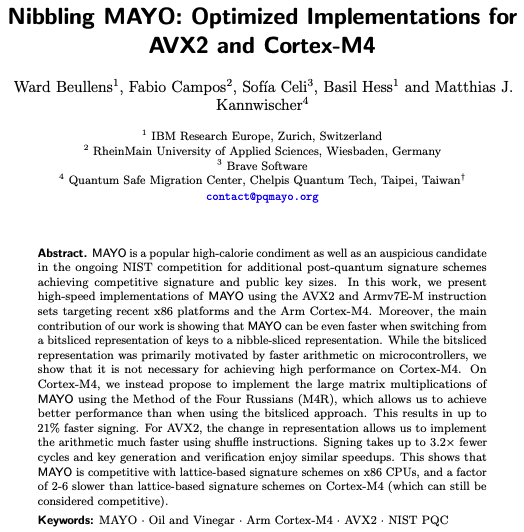 Nibbling MAYO: Optimized Implementations for
AVX2 and Cortex-M4
Ward Beullens¹, Fabio Campos², Sofía Celi³, Basil Hess¹ and Matthias J.
Kannwischer⁴
¹ IBM Research Europe, Zurich, Switzerland
² RheinMain University of Applied Sciences, Wiesbaden, Germany
³ Brave Software
⁴ Quantum Safe Migration Center, Chelpis Quantum Tech, Taipei, Taiwan†
contact@pqmayo.org
Abstract. MAYO is a popular high-calorie condiment as well as an auspicious candidate
in the ongoing NIST competition for additional post-quantum signature schemes
achieving competitive signature and public key sizes. In this work, we present
high-speed implementations of MAYO using the AVX2 and Armv7E-M instruction
sets targeting recent x86 platforms and the Arm Cortex-M4. Moreover, the main
contribution of our work is showing that MAYO can be even faster when switching from
a bitsliced representation of keys to a nibble-sliced representation. While the bitsliced
representation was primarily motivated by faster arithmetic on microcontrollers, we
show that it is not necessary for achieving high performance on Cortex-M4. On
Cortex-M4, we instead propose to implement the large matrix multiplications of
MAYO using the Method of the Four Russians (M4R), which allows us to achieve
better performance than when using the bitsliced approach. This results in up to
21% faster signing. For AVX2, the change in representation allows us to implement
the arithmetic much faster using shuffle instructions. Signing takes up to 3.2× fewer
cycles and key generation and verification enjoy similar speedups. This shows that
MAYO is competitive with lattice-based signature schemes on x86 CPUs, and a factor
of 2-6 slower than lattice-based signature schemes on Cortex-M4 (which can still be
considered competitive).
Keywords: MAYO · Oil and Vinegar · Arm Cortex-M4 · AVX2 · NIST PQC